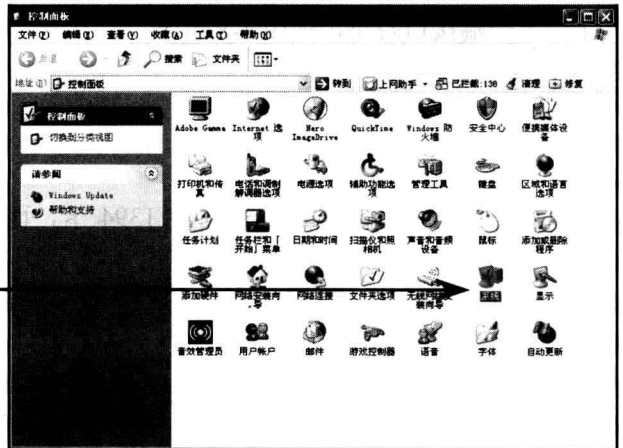 控制面板
文件(F) 编辑(E) 查看(V) 收藏(A) 工具(T) 帮助(H)
后退 搜索 文件夹
地址(D) 控制面板 转到 上网助手 已拦截:138 清理 修复
控制面板
切换到分类视图
请参阅
Windows Update
帮助和支持
Adobe Gamma Internet 选项 Nero ImageDrive QuickTime Windows 防火墙 安全中心 便携媒体设备
打印机和传真 电话和调制解调器选项 电源选项 辅助功能选项 管理工具 键盘 区域和语言选项
任务计划 任务栏和「开始」菜单 日期和时间 扫描仪和照相机 声音和音频设备 鼠标 添加或删除程序
添加硬件 网络安装向导 网络连接 文件夹选项 无线网络安装向导 系统 显示
音效管理员 用户帐户 邮件 游戏控制器 语音 字体 自动更新